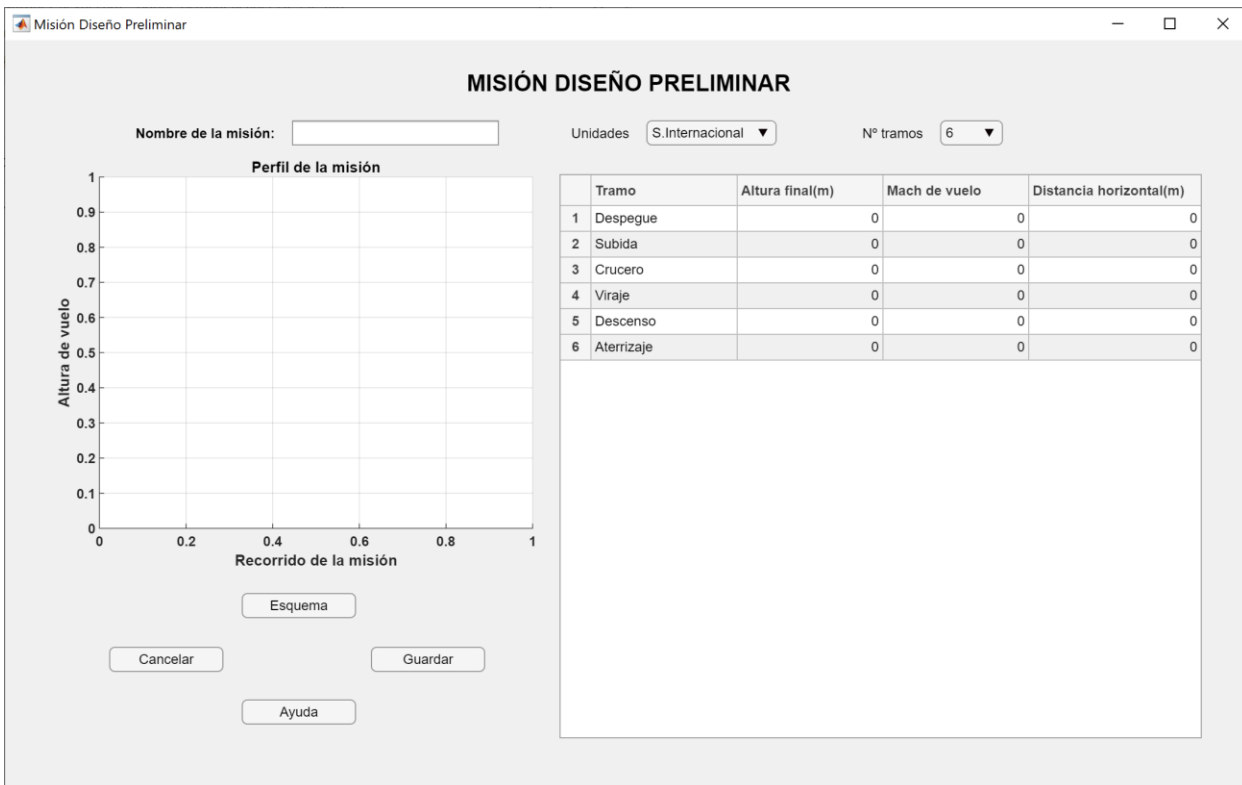 Misión Diseño Preliminar
MISIÓN DISEÑO PRELIMINAR
Nombre de la misión:
Unidades S.Internacional
Nº tramos 6
Perfil de la misión
1
0.9
0.8
0.7
0.6
0.5
0.4
0.3
0.2
0.1
0
Altura de vuelo
0 0.2 0.4 0.6 0.8 1
Recorrido de la misión
Tramo Altura final(m) Mach de vuelo Distancia horizontal(m)
1 Despegue 0 0 0
2 Subida 0 0 0
3 Crucero 0 0 0
4 Viraje 0 0 0
5 Descenso 0 0 0
6 Aterrizaje 0 0 0
Esquema
Cancelar
Guardar
Ayuda